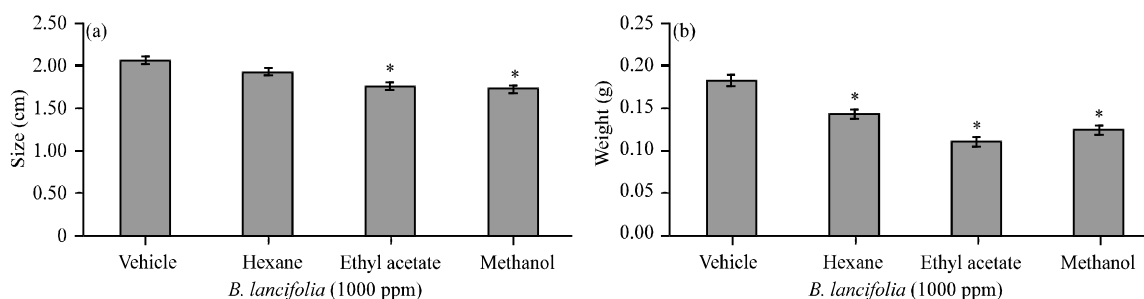 (a)
2.50
2.00
1.50
1.00
0.50
0
Size (cm)
* *
Vehicle Hexane Ethyl acetate Methanol
B. lancifolia (1000 ppm)
(b)
0.25
0.20
0.15
0.10
0.05
0.00
Weight (g)
* * *
Vehicle Hexane Ethyl acetate Methanol
B. lancifolia (1000 ppm)